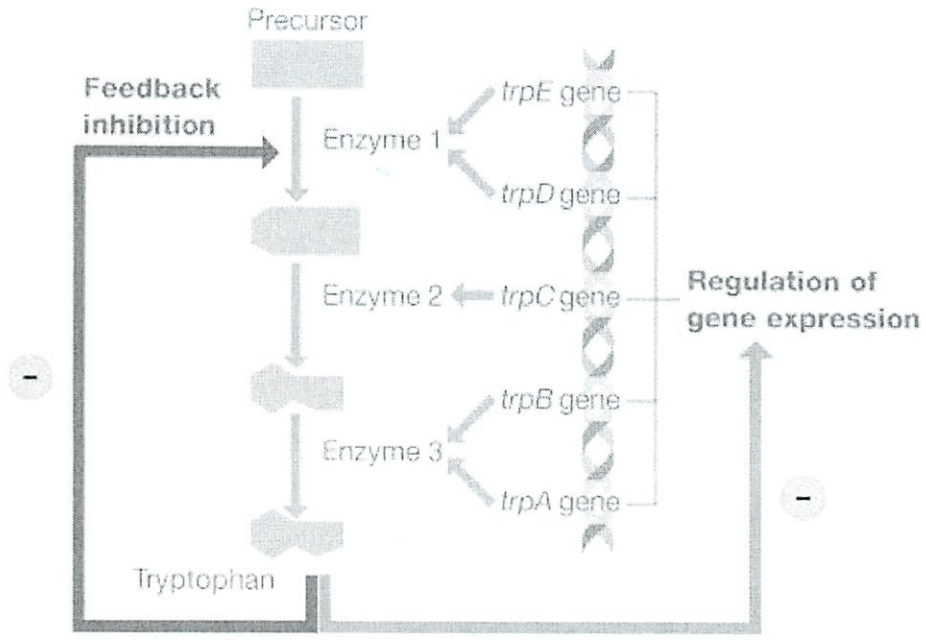 Precursor
Feedback
inhibition
trpE gene
Enzyme 1
trpD gene
Enzyme 2
trpC gene
Regulation of
gene expression
-
trpB gene
Enzyme 3
trpA gene
-
Tryptophan